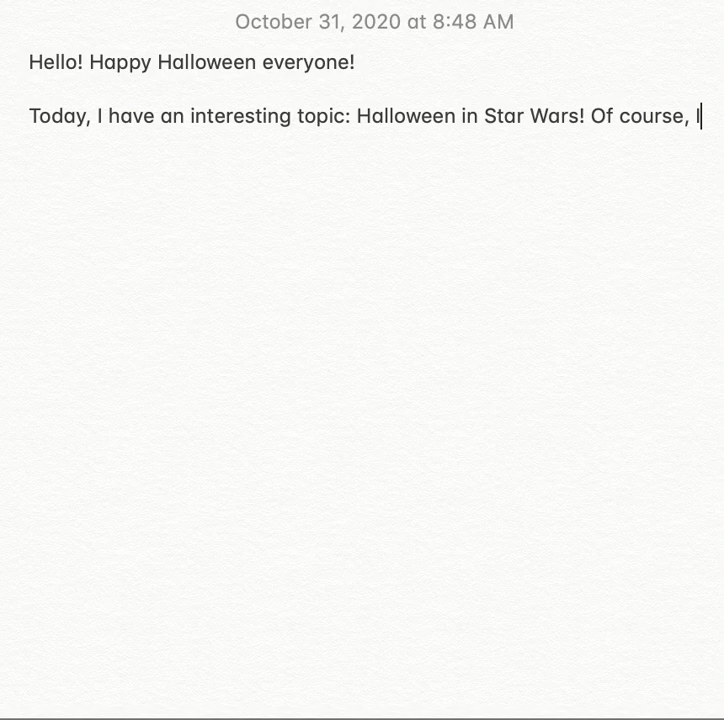 October 31, 2020 at 8:48 AM
Hello! Happy Halloween everyone!
Today, I have an interesting topic: Halloween in Star Wars! Of course, I